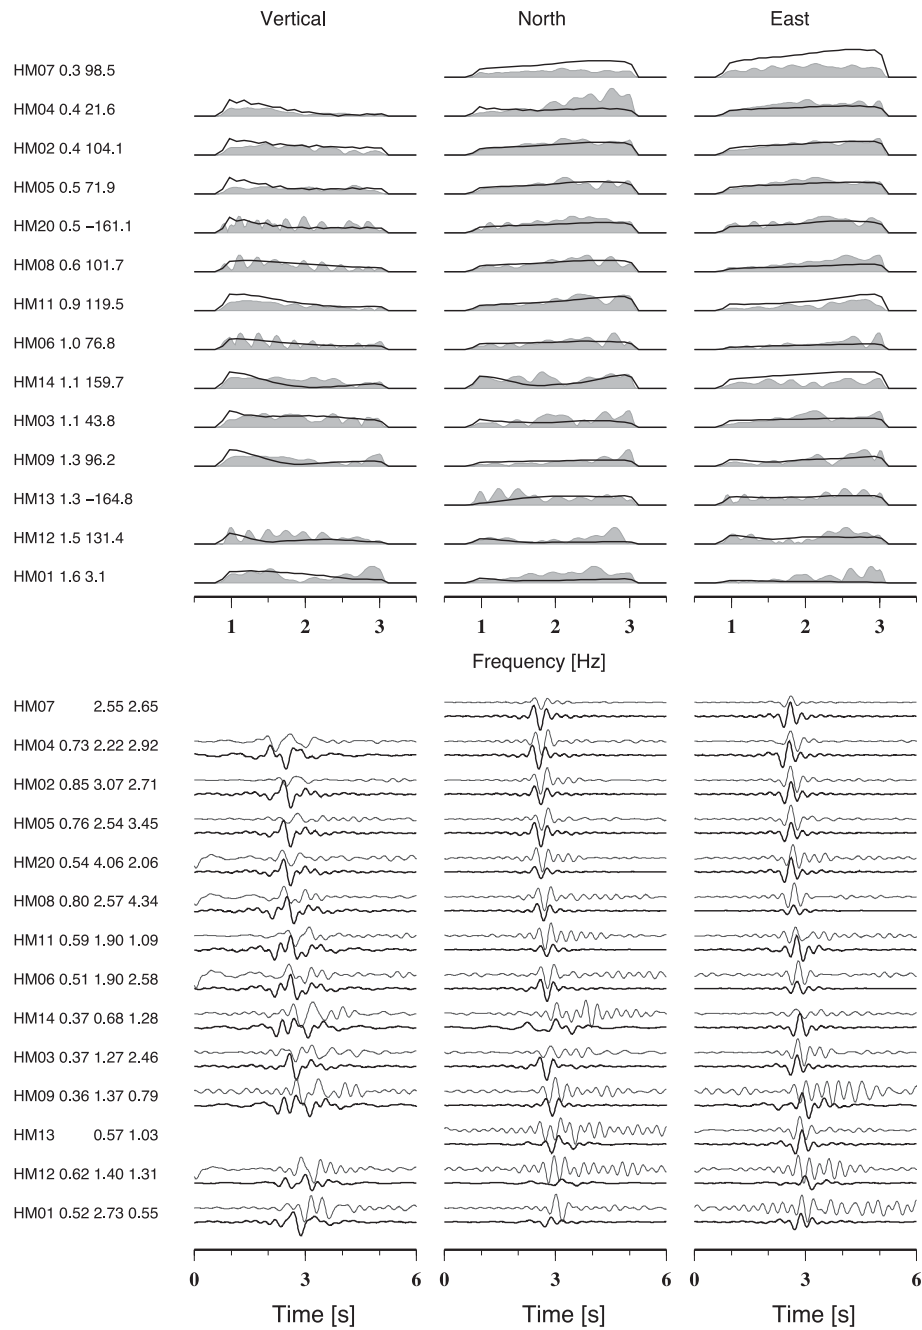 Vertical North East
HM07 0.3 98.5
HM04 0.4 21.6
HM02 0.4 104.1
HM05 0.5 71.9
HM20 0.5 −161.1
HM08 0.6 101.7
HM11 0.9 119.5
HM06 1.0 76.8
HM14 1.1 159.7
HM03 1.1 43.8
HM09 1.3 96.2
HM13 1.3 −164.8
HM12 1.5 131.4
HM01 1.6 3.1
1 2 3 1 2 3 1 2 3
Frequency [Hz]
HM07 2.55 2.65
HM04 0.73 2.22 2.92
HM02 0.85 3.07 2.71
HM05 0.76 2.54 3.45
HM20 0.54 4.06 2.06
HM08 0.80 2.57 4.34
HM11 0.59 1.90 1.09
HM06 0.51 1.90 2.58
HM14 0.37 0.68 1.28
HM03 0.37 1.27 2.46
HM09 0.36 1.37 0.79
HM13 0.57 1.03
HM12 0.62 1.40 1.31
HM01 0.52 2.73 0.55
0 3 6 0 3 6 0 3 6
Time [s] Time [s] Time [s]